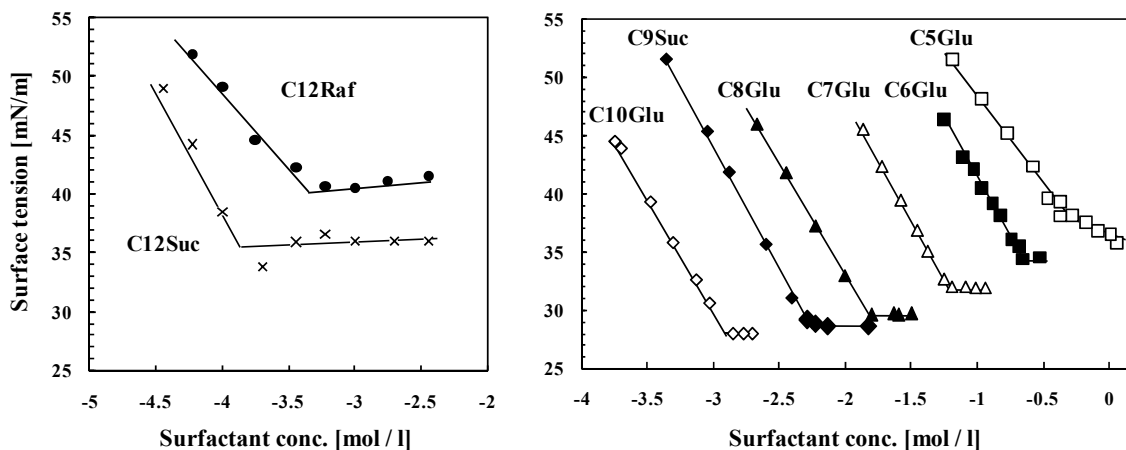 Surface tension [mN/m]
55
50
45
40
35
30
25
C12Raf
C12Suc
-5 -4.5 -4 -3.5 -3 -2.5 -2
Surfactant conc. [mol / l]
55
50
45
40
35
30
25
C9Suc
C5Glu
C8Glu
C7Glu
C6Glu
C10Glu
-4 -3.5 -3 -2.5 -2 -1.5 -1 -0.5 0
Surfactant conc. [mol / l]